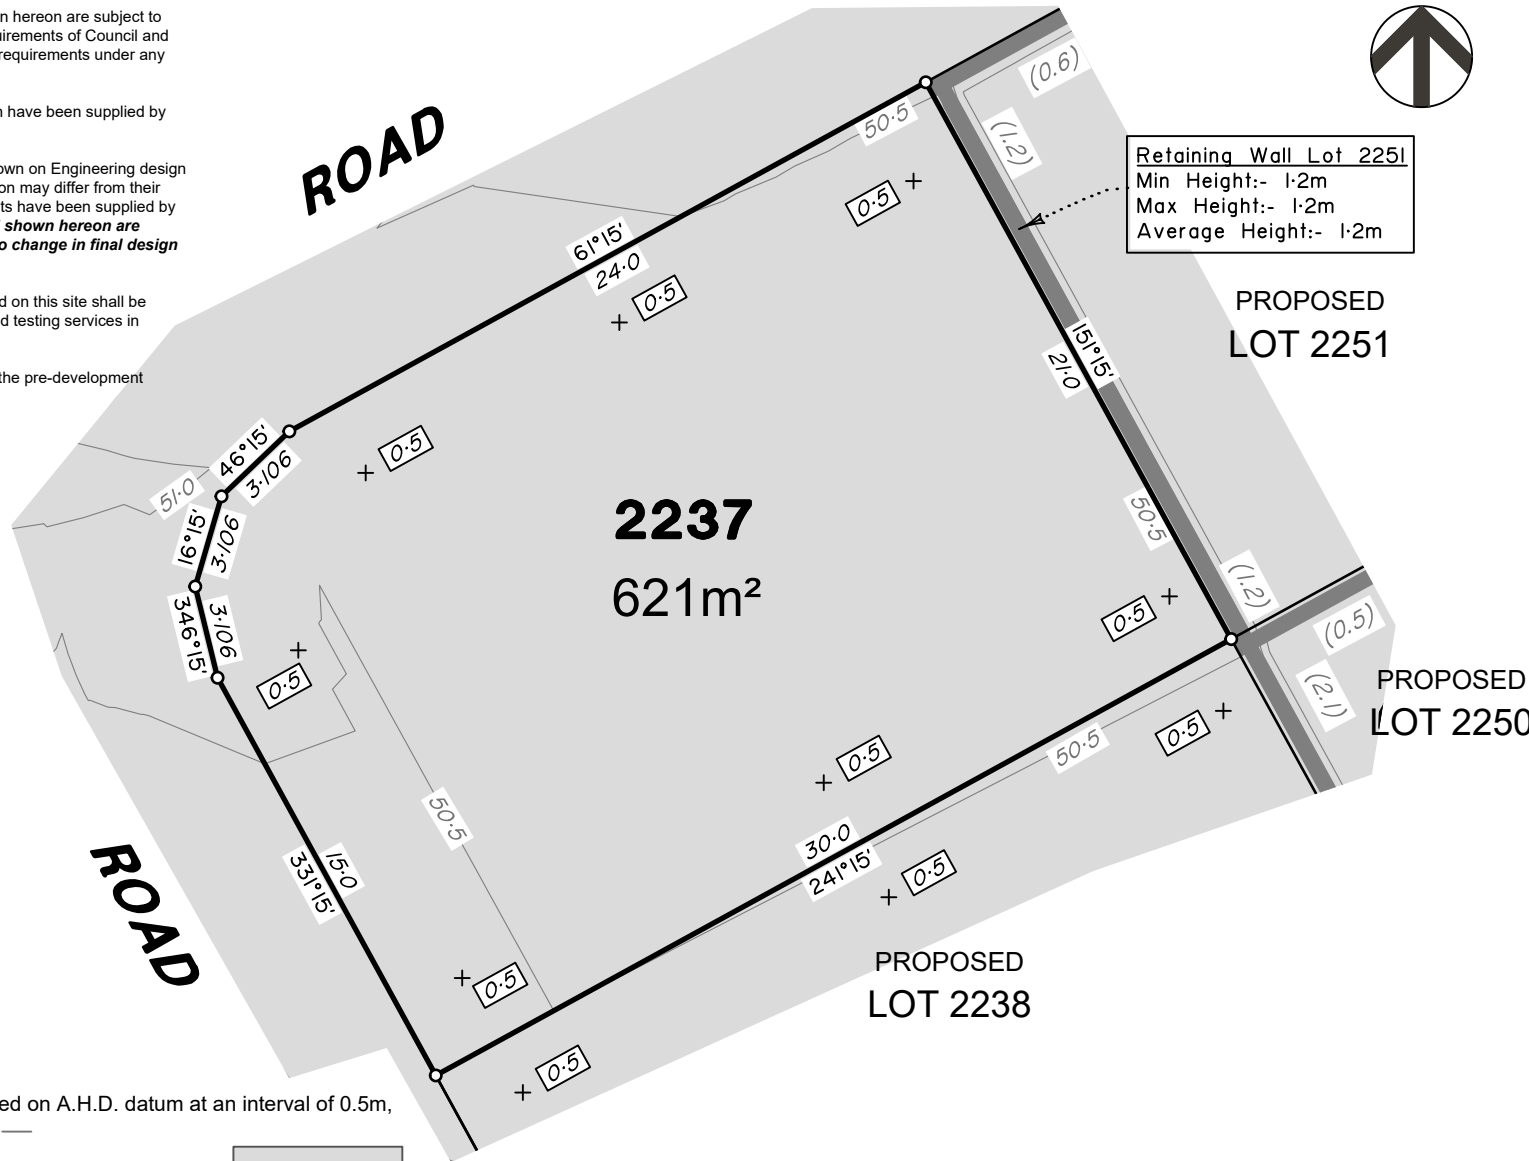 n hereon are subject to
uirements of Council and
requirements under any
n have been supplied by
own on Engineering design
on may differ from their
ts have been supplied by
shown hereon are
o change in final design
d on this site shall be
d testing services in
the pre-development
ROAD
61°15'
24·0
50·5
(0.6)
(1.2)
Retaining Wall Lot 2251
Min Height:- 1·2m
Max Height:- 1·2m
Average Height:- 1·2m
0·5
0·5
PROPOSED
LOT 2251
151°15'
21·0
46°15'
3·106
0·5
51·0
16°15'
3·106
2237
621m²
50·5
(1.2)
346°15'
3·106
0·5
0·5
(0.5)
(2.1)
PROPOSED
LOT 2250
0·5
50·5
0·5
50·5
30·0
241°15'
0·5
331°15'
15·0
ROAD
0·5
PROPOSED
LOT 2238
0·5
ed on A.H.D. datum at an interval of 0.5m,